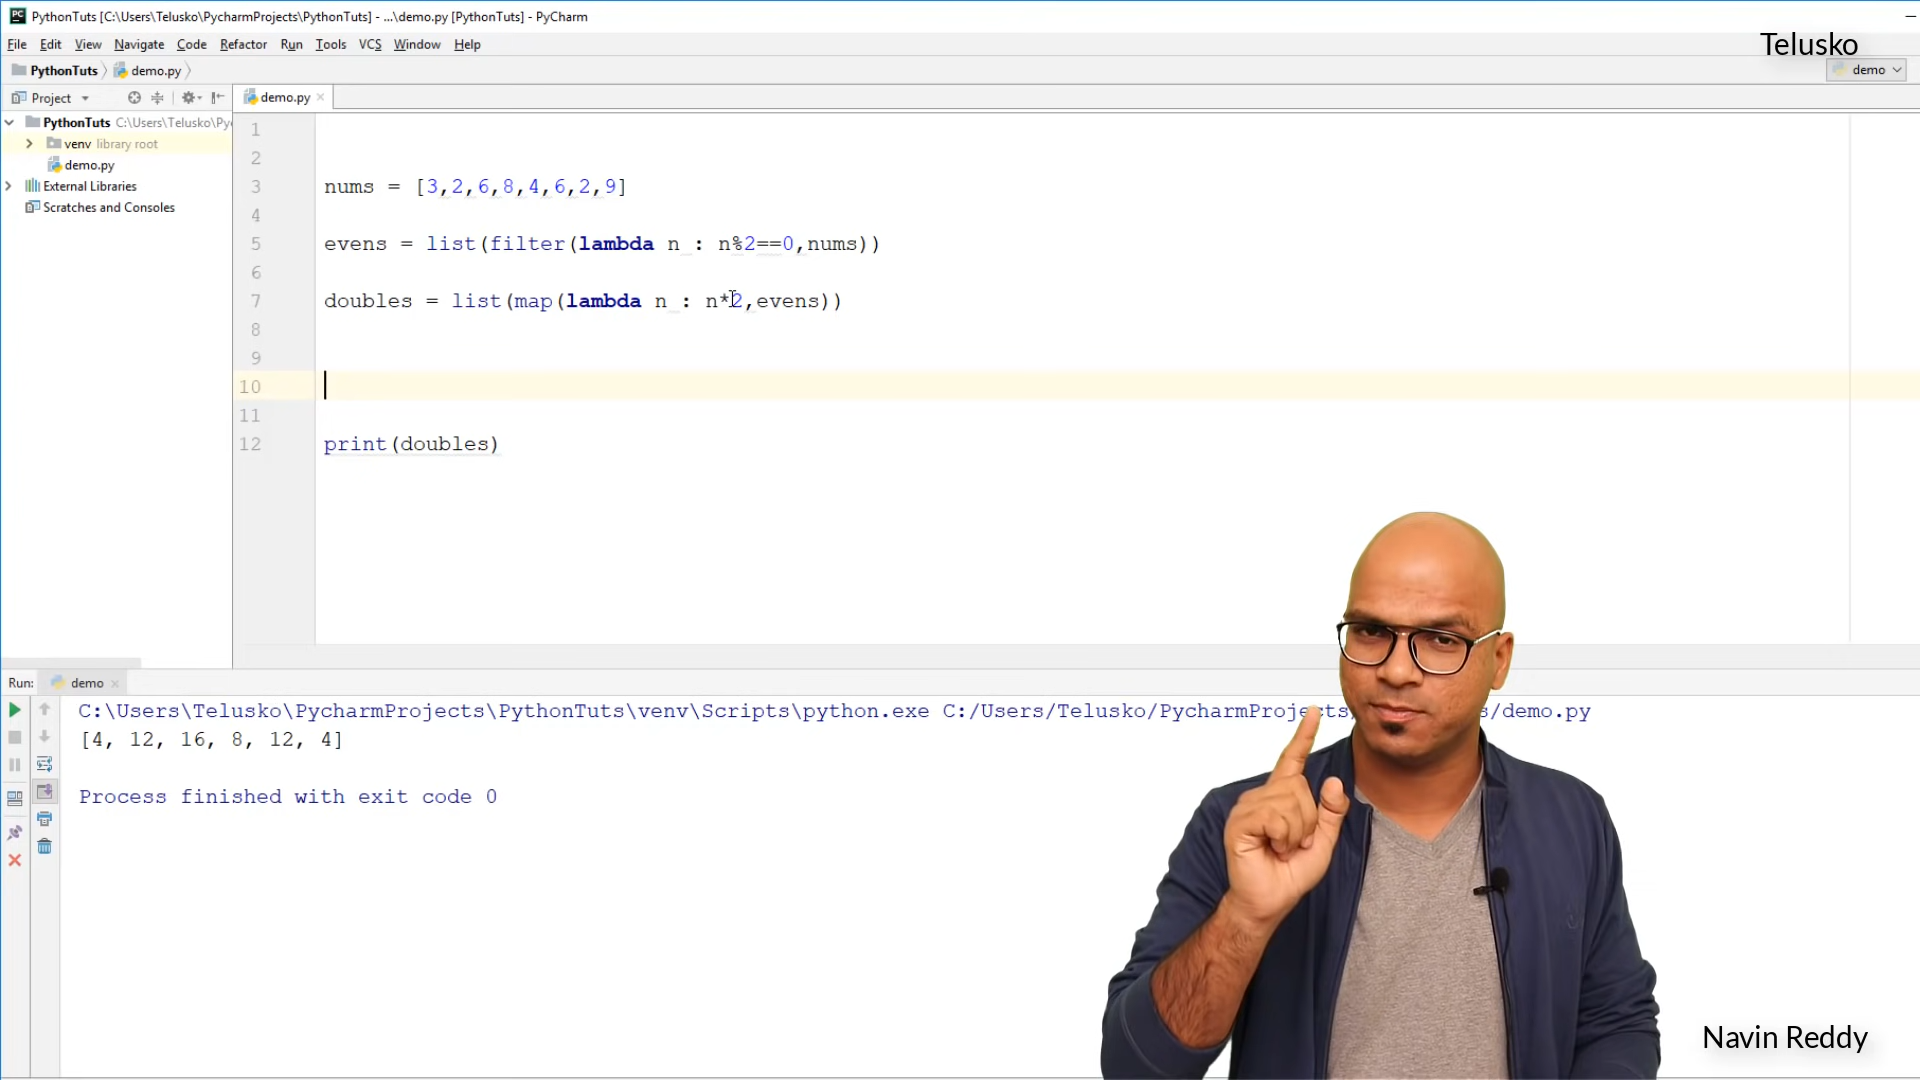 PythonTuts [C:\Users\Telusko\PycharmProjects\PythonTuts] - ...\demo.py [PythonTuts] - PyCharm
File Edit View Navigate Code Refactor Run Tools VCS Window Help
Telusko
PythonTuts demo.py
demo
Project
demo.py
PythonTuts C:\Users\Telusko\Py
venv library root
demo.py
External Libraries
Scratches and Consoles
1
2
3 nums = [3,2,6,8,4,6,2,9]
4
5 evens = list(filter(lambda n : n%2==0,nums))
6
7 doubles = list(map(lambda n : n*2,evens))
8
9
10
11
12 print(doubles)
Run: demo
C:\Users\Telusko\PycharmProjects\PythonTuts\venv\Scripts\python.exe C:/Users/Telusko/PycharmProjects/ s/demo.py
[4, 12, 16, 8, 12, 4]
Process finished with exit code 0
Navin Reddy